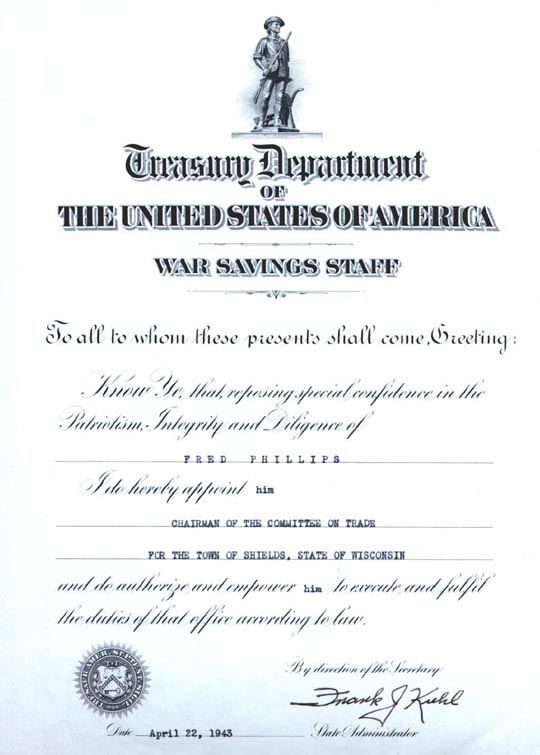 Treasury Department
OF
THE UNITED STATES OF AMERICA
WAR SAVINGS STAFF
To all to whom these presents shall come, Greeting:
Know Ye, that, reposing special confidence in the
Patriotism, Integrity and Diligence of
FRED PHILLIPS
I do hereby appoint him
CHAIRMAN OF THE COMMITTEE ON TRADE
FOR THE TOWN OF SHIELDS, STATE OF WISCONSIN
and do authorize and empower him to execute and fulfil
the duties of that office according to law.
By direction of the Secretary:
Frank J Kuhl
Date April 22, 1943 State Administrator